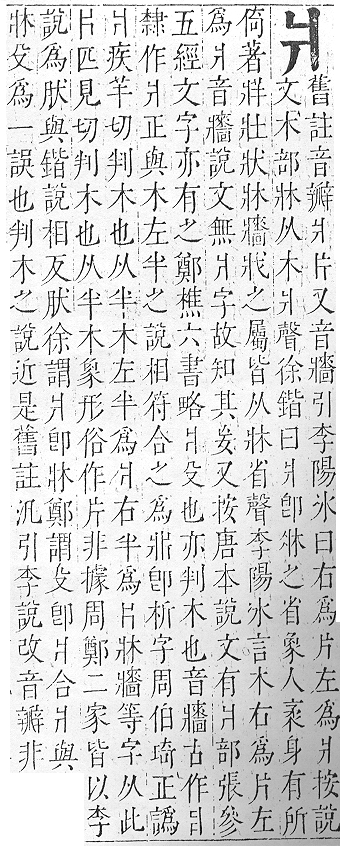 爿
舊註音瓣爿片又音牆引李陽冰曰右爲片左爲爿按說
文木部牀从木爿聲徐鍇曰爿卽牀之省象人衺身有所
倚著牂壯狀牀牆戕之屬皆从牀省聲李陽冰言木右爲片左
爲爿音牆說文無爿字故知其妄又按唐本說文有爿部張參
五經文字亦有之鄭樵六書略爿殳也亦判木也音牆古作
隸作爿正與木左半之說相符合之爲鼎卽析字周伯琦正譌
爿疾羊切判木也从半木左半爲爿右半爲片牀牆等字从此
片匹見切判木也从半木象形俗作片非據周鄭二家皆以李
說爲肰與鍇說相反肰徐謂爿卽牀鄭謂殳卽爿合爿與
牀殳爲一誤也判木之說近是舊註汎引李說改音瓣非